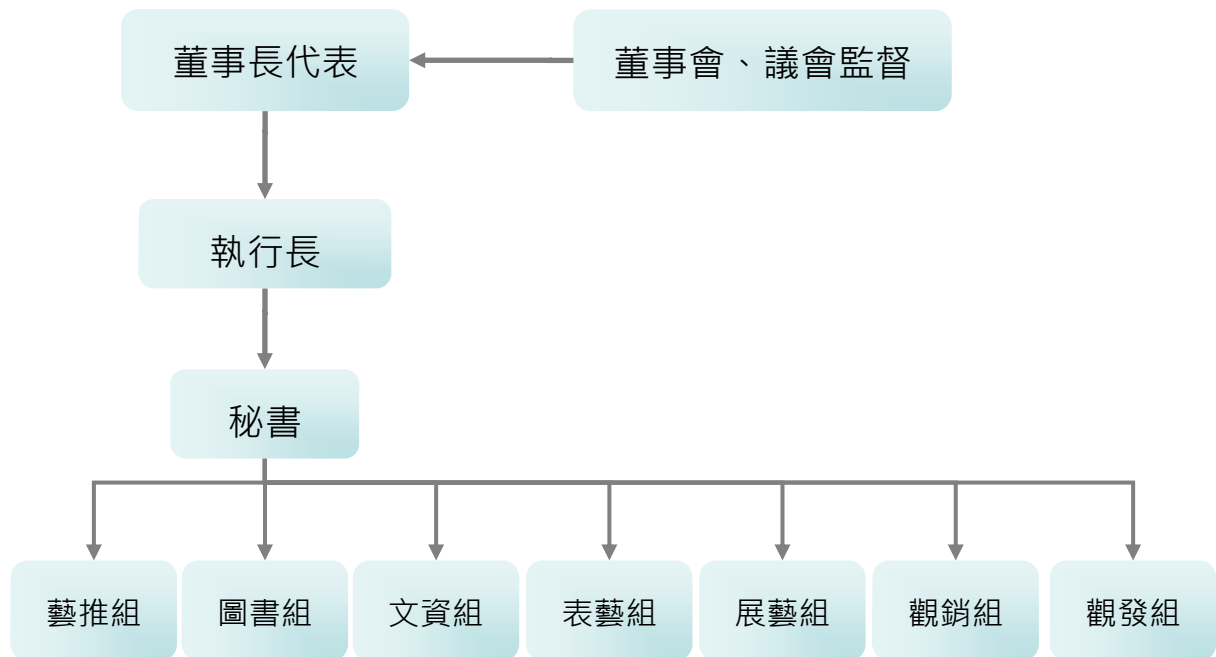 董事長代表
董事會、議會監督
執行長
秘書
藝推組
圖書組
文資組
表藝組
展藝組
觀銷組
觀發組